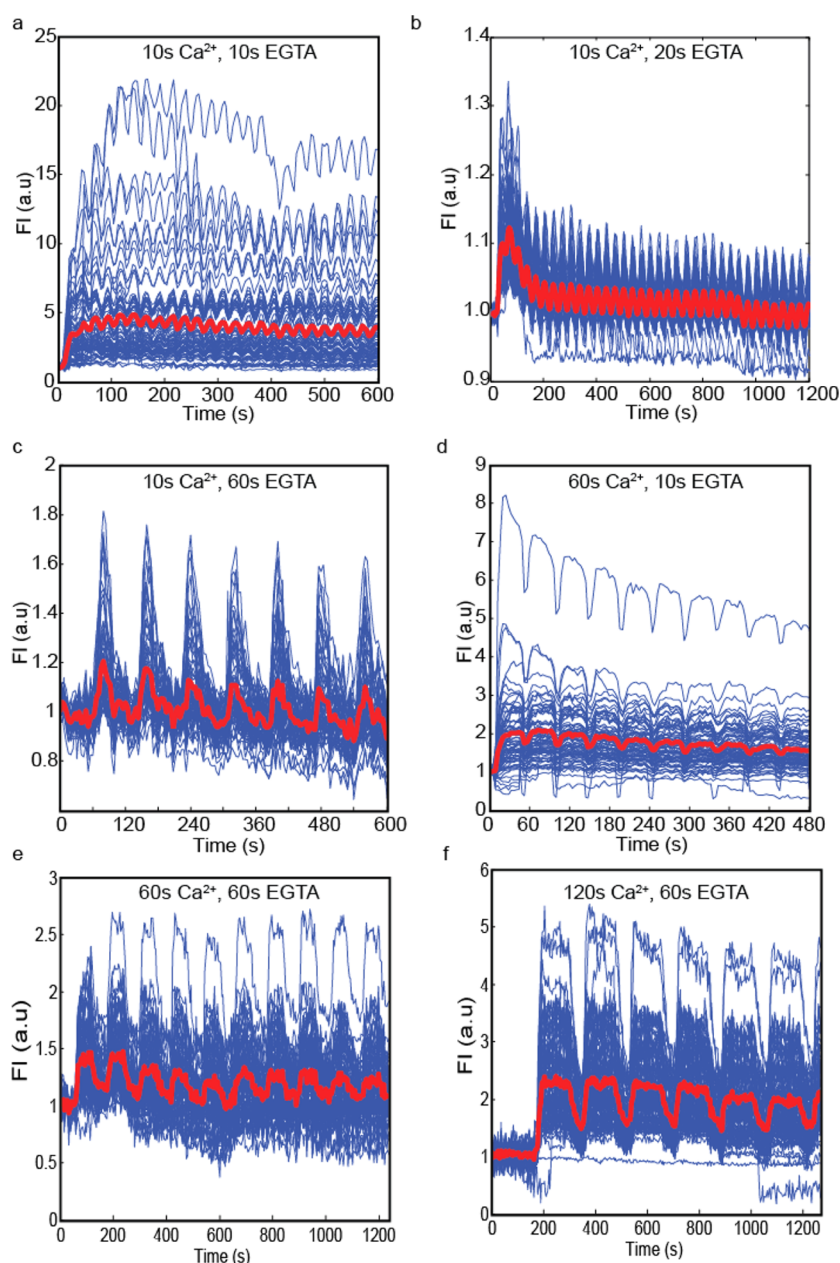 a
10s Ca²⁺, 10s EGTA
25
20
15
10
5
0
FI (a.u)
0 100 200 300 400 500 600
Time (s)
b
10s Ca²⁺, 20s EGTA
1.4
1.3
1.2
1.1
1.0
0.9
FI (a.u)
0 200 400 600 800 1000 1200
Time (s)
c
10s Ca²⁺, 60s EGTA
2
1.8
1.6
1.4
1.2
1
0.8
FI (a.u)
0 120 240 360 480 600
Time (s)
d
60s Ca²⁺, 10s EGTA
9
8
7
6
5
4
3
2
1
0
FI (a.u)
0 60 120 180 240 300 360 420 480
Time (s)
e
60s Ca²⁺, 60s EGTA
3
2.5
2
1.5
1
0.5
0
FI (a.u)
0 200 400 600 800 1000 1200
Time (s)
f
120s Ca²⁺, 60s EGTA
6
5
4
3
2
1
0
FI (a.u)
0 200 400 600 800 1000 1200
Time (s)